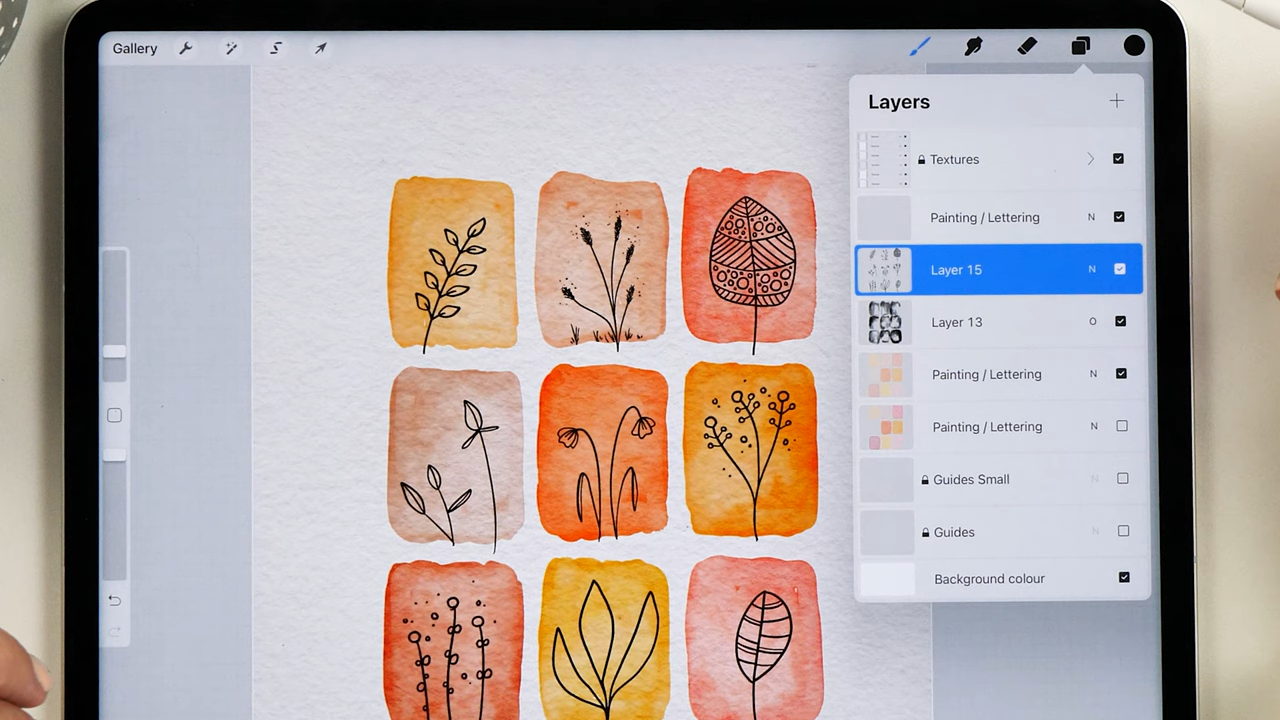 Gallery
Layers
Textures
Painting / Lettering N
Layer 15 N
Layer 13 O
Painting / Lettering N
Painting / Lettering N
Guides Small N
Guides N
Background colour